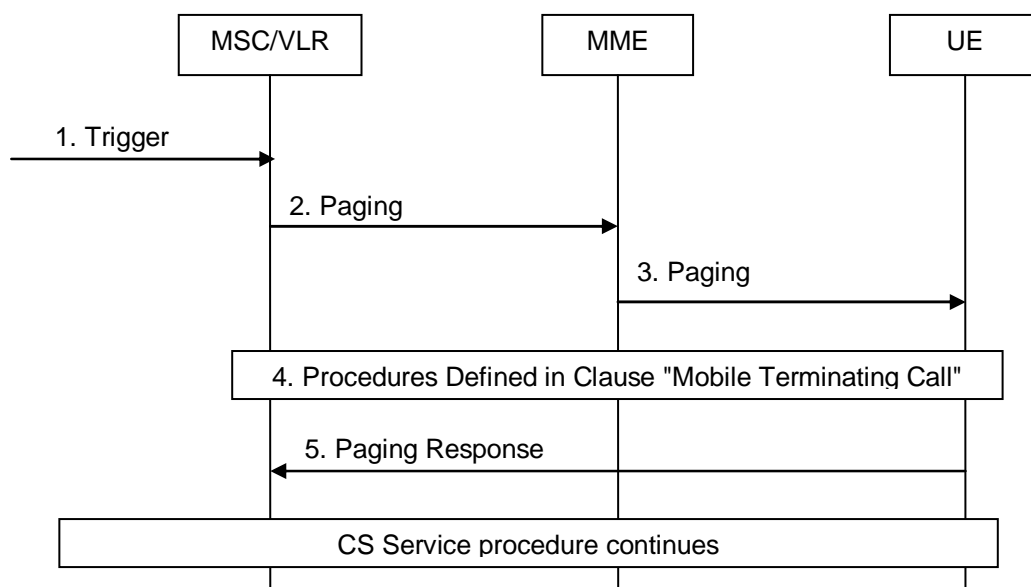 MSC/VLR
MME
UE
1. Trigger
2. Paging
3. Paging
4. Procedures Defined in Clause "Mobile Terminating Call"
5. Paging Response
CS Service procedure continues